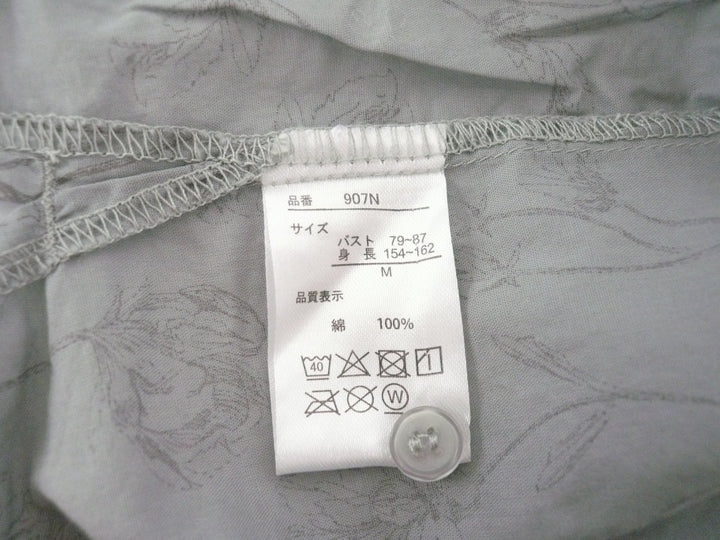 品番 907N
サイズ
バスト 79~87
身 長 154~162
M
品質表示
綿 100%
40
W